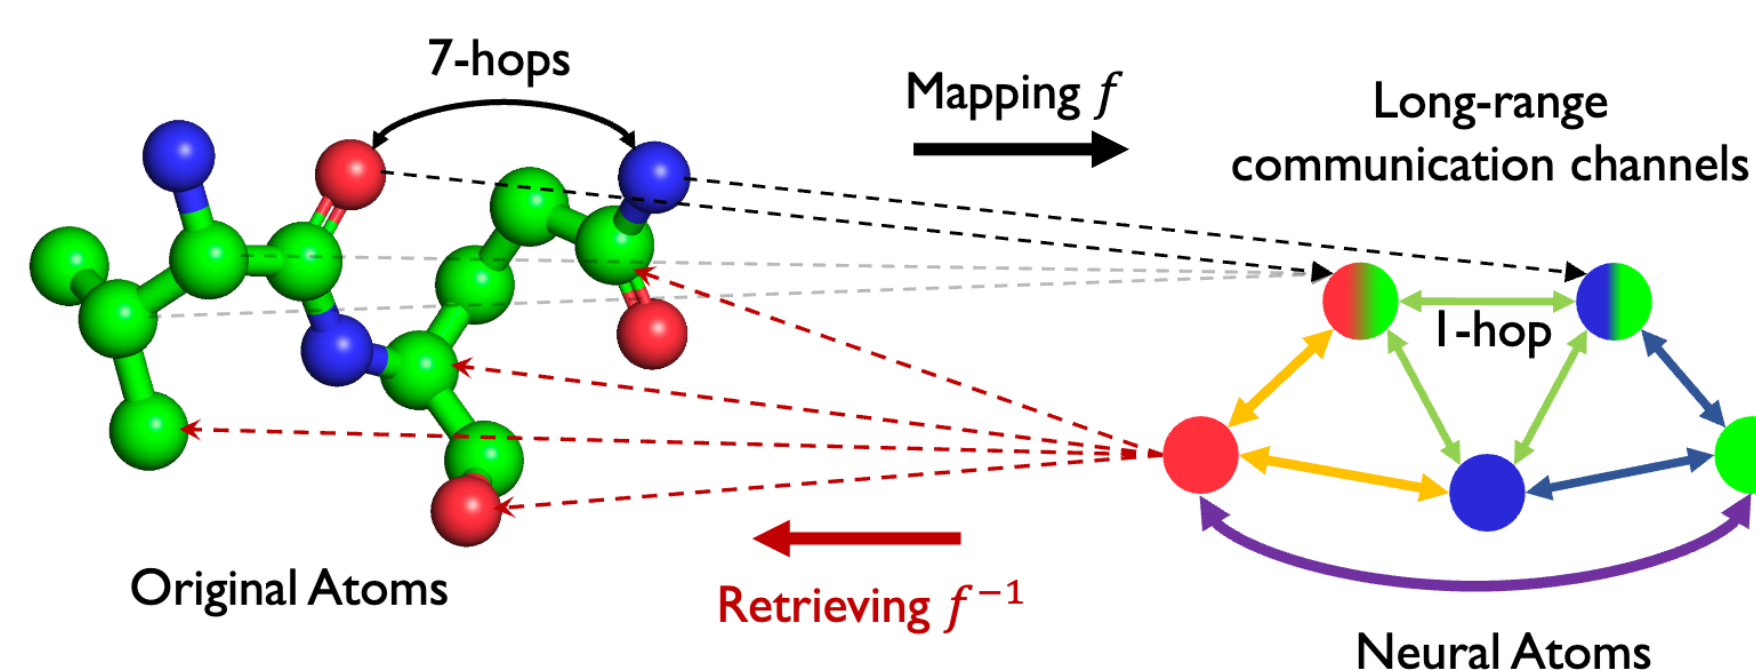 7-hops
Mapping f
Long-range
communication channels
1-hop
Original Atoms
Retrieving f⁻¹
Neural Atoms